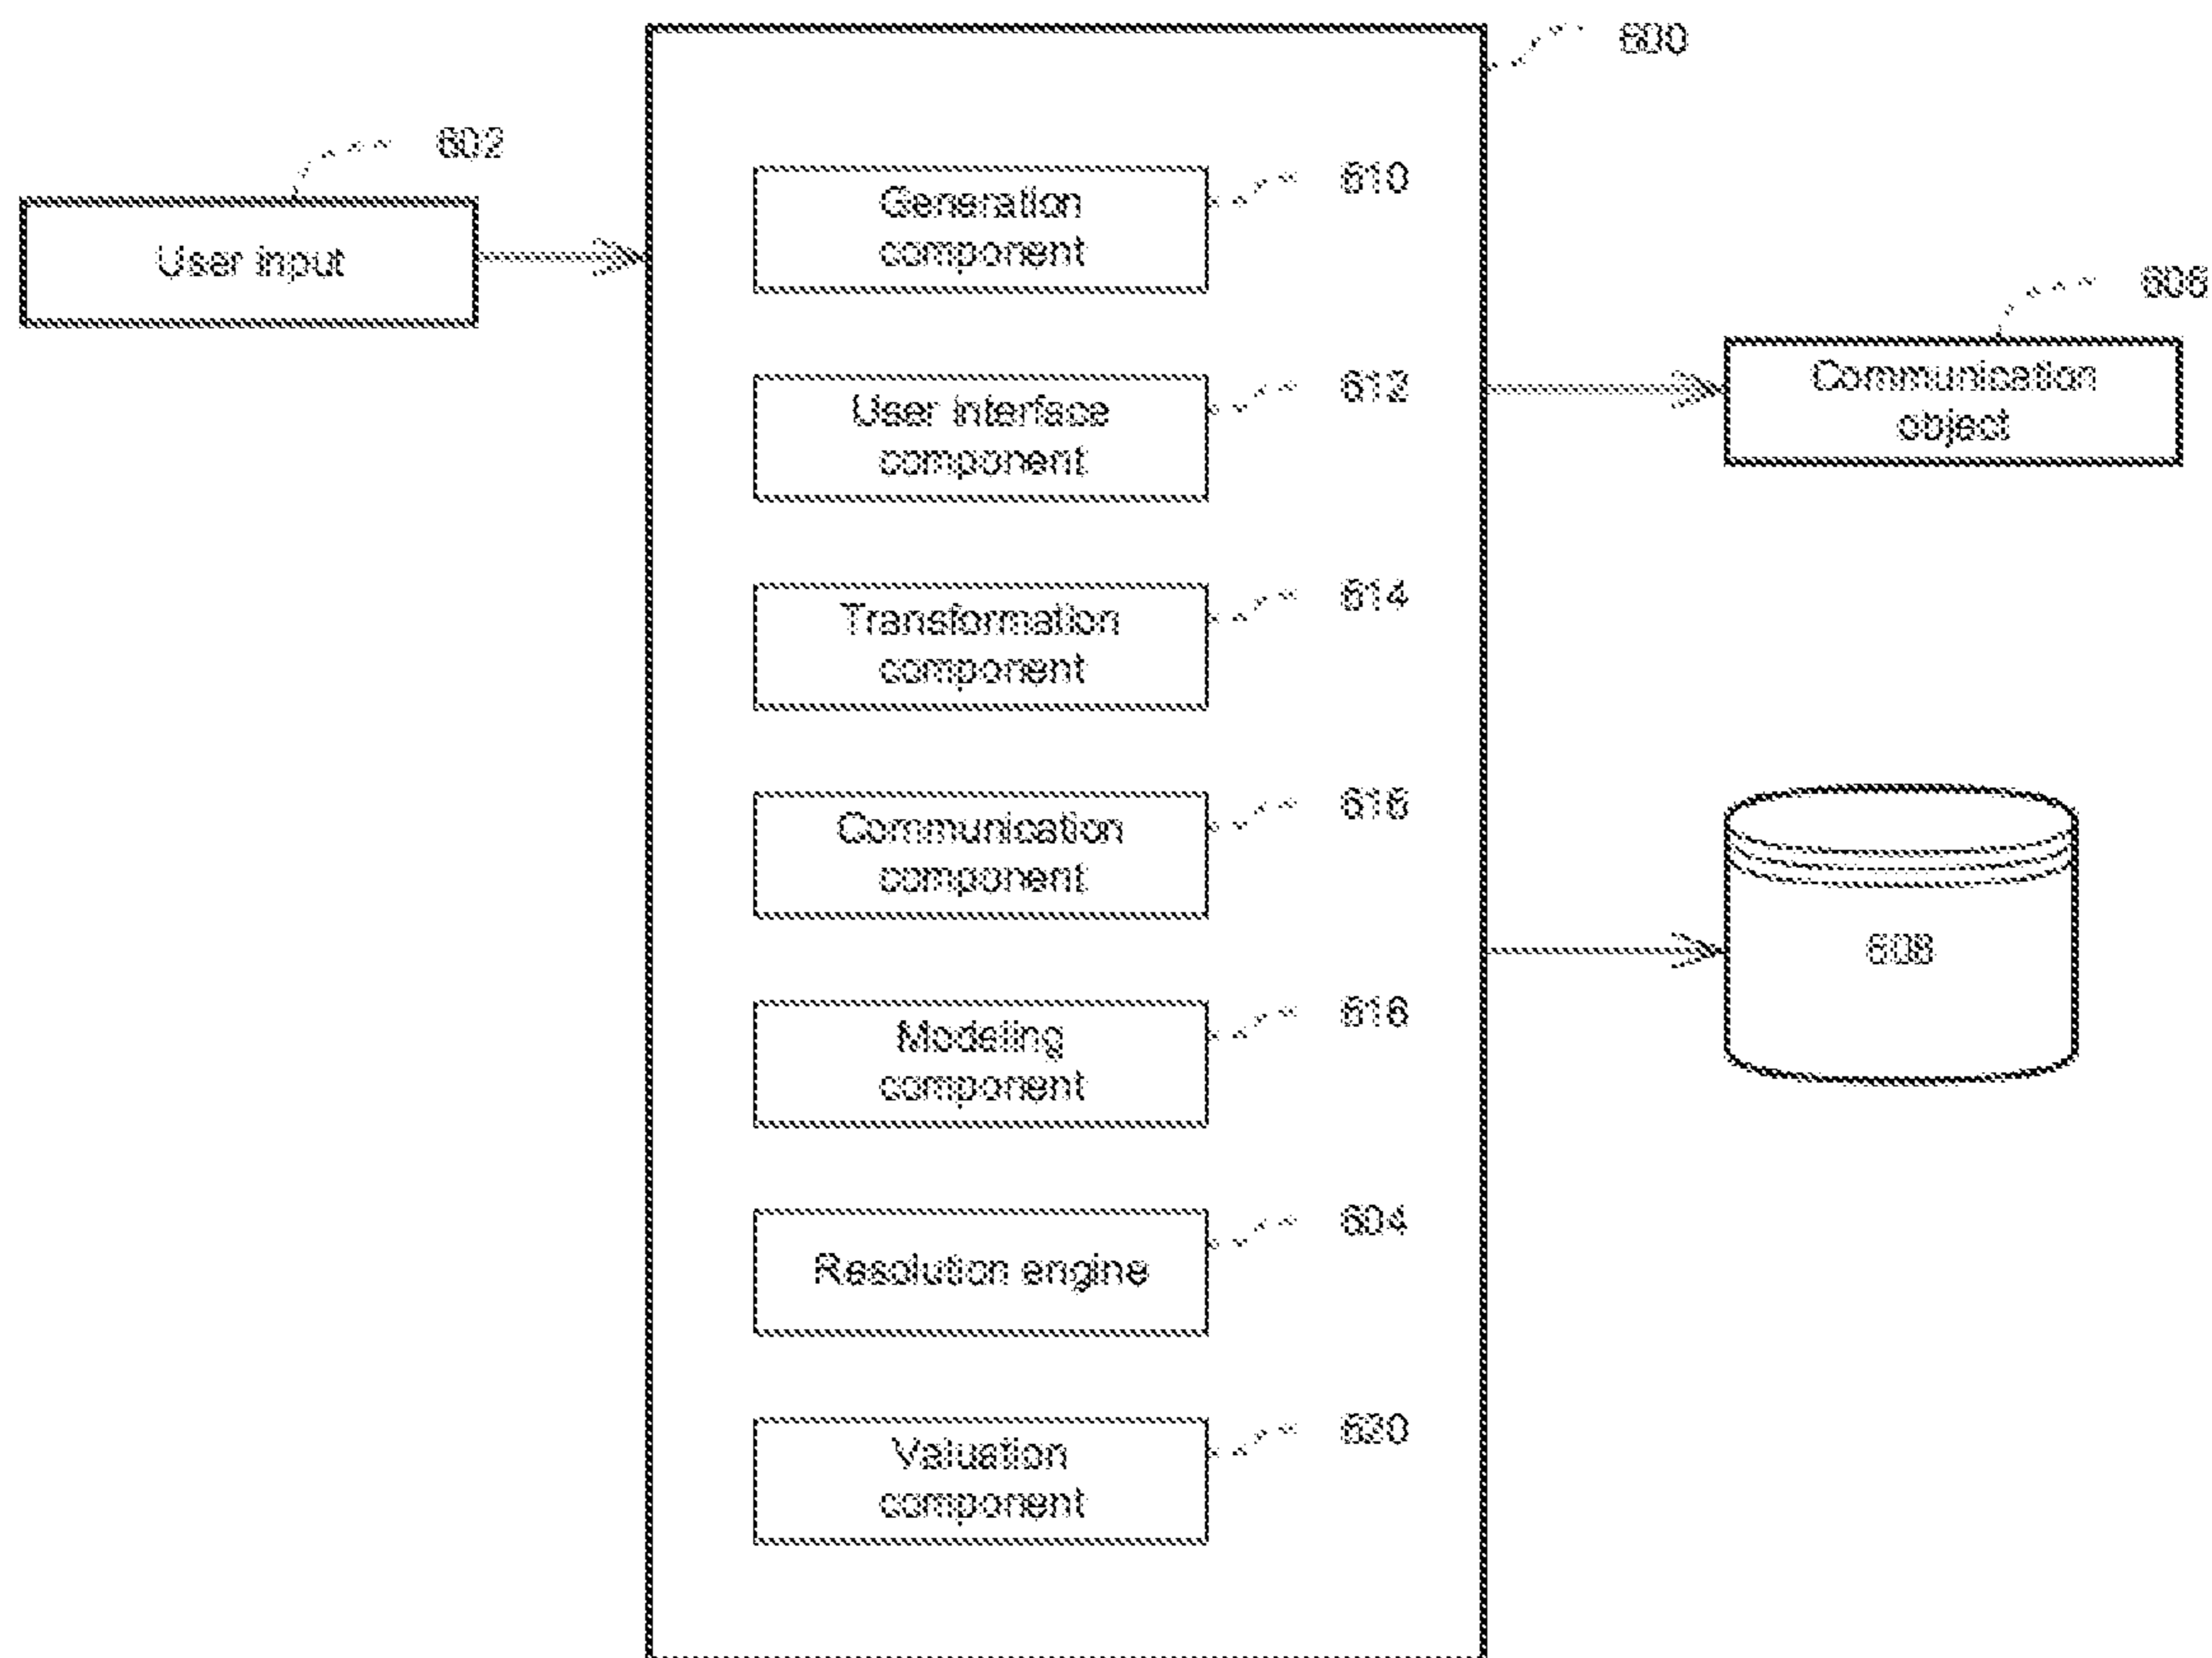 600
602
User input
Generation
component
610
606
Communication
object
User interface
component
612
Transformation
component
614
Communication
component
616
608
Modeling
component
618
Resolution engine
604
Valuation
component
620